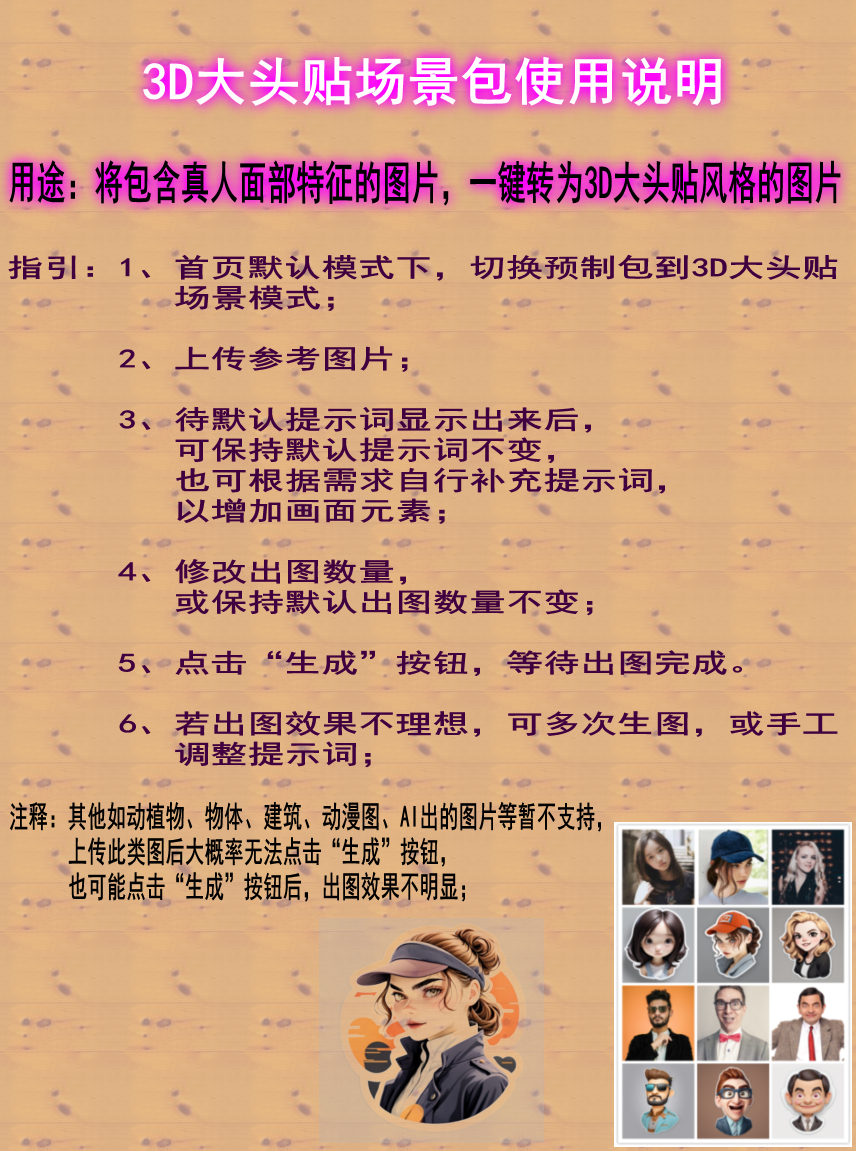 3D大头贴场景包使用说明
用途：将包含真人面部特征的图片，一键转为3D大头贴风格的图片
指引：1、首页默认模式下，切换预制包到3D大头贴
场景模式；
2、上传参考图片；
3、待默认提示词显示出来后，
可保持默认提示词不变，
也可根据需求自行补充提示词，
以增加画面元素；
4、修改出图数量，
或保持默认出图数量不变；
5、点击“生成”按钮，等待出图完成。
6、若出图效果不理想，可多次生图，或手工
调整提示词；
注释：其他如动植物、物体、建筑、动漫图、AI出的图片等暂不支持，
上传此类图后大概率无法点击“生成”按钮，
也可能点击“生成”按钮后，出图效果不明显；